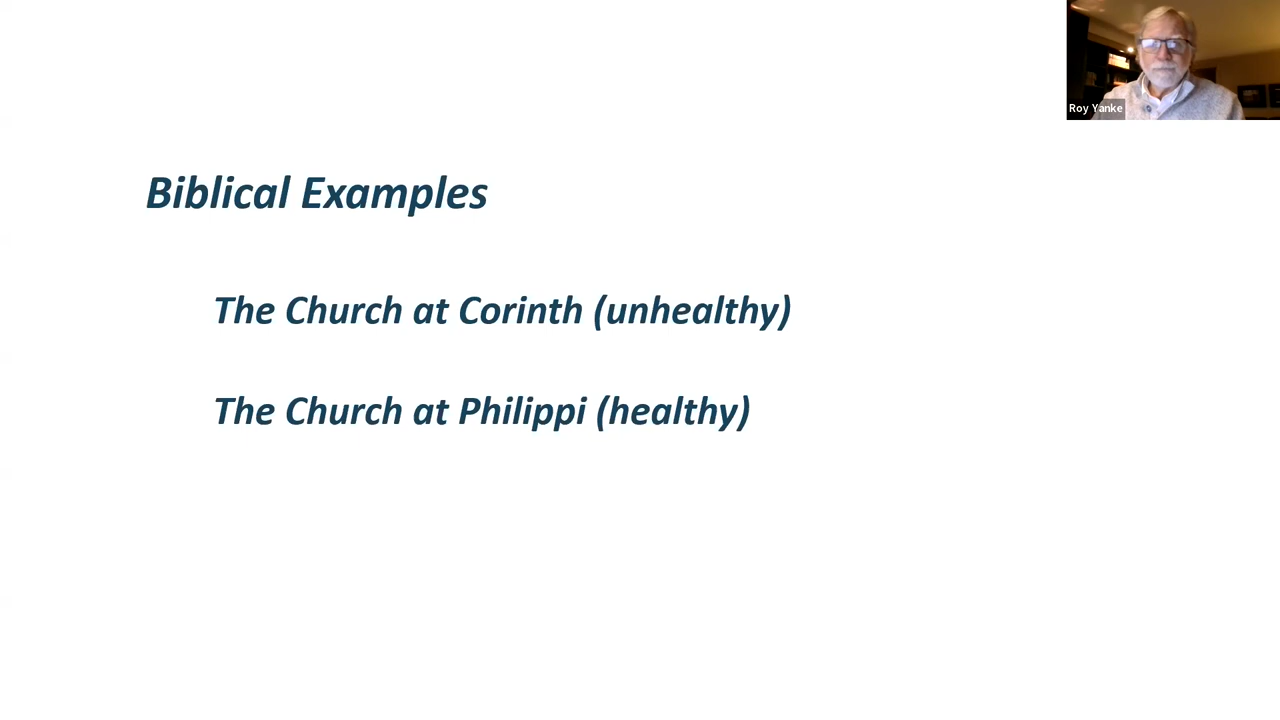 Roy Yanke
Biblical Examples
The Church at Corinth (unhealthy)
The Church at Philippi (healthy)